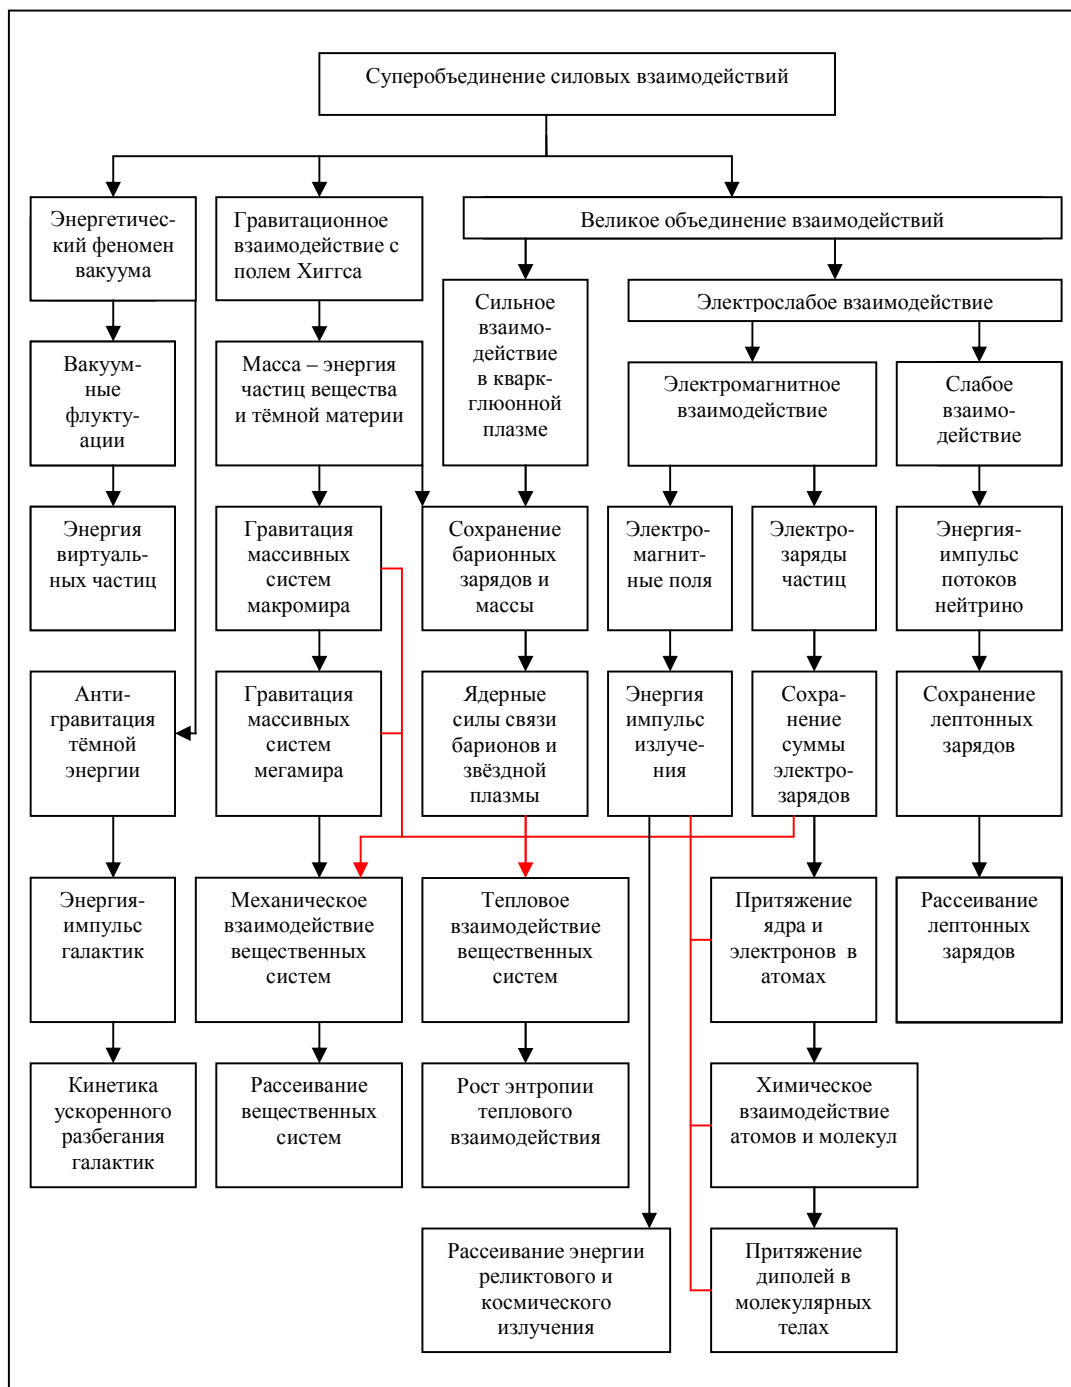 Суперобъединение силовых взаимодействий
Энергетичес-
кий феномен
вакуума
Гравитационное
взаимодействие с
полем Хиггса
Великое объединение взаимодействий
Сильное
взаимо-
действие
в кварк-
глюонной
плазме
Электрослабое взаимодействие
Вакуум-
ные
флукту-
ации
Масса – энергия
частиц вещества
и тёмной материи
Электромагнитное
взаимодействие
Слабое
взаимо-
действие
Энергия
виртуаль-
ных частиц
Гравитация
массивных
систем
макромира
Сохранение
барионных
зарядов и
массы
Электро-
магнит-
ные поля
Электро-
заряды
частиц
Энергия-
импульс
потоков
нейтрино
Анти-
гравитация
тёмной
энергии
Гравитация
массивных
систем
мегамира
Ядерные
силы связи
барионов и
звёздной
плазмы
Энергия
импульс
излуче-
ния
Сохра-
нение
суммы
электро-
зарядов
Сохранение
лептонных
зарядов
Энергия-
импульс
галактик
Механическое
взаимодействие
вещественных
систем
Тепловое
взаимодействие
вещественных
систем
Притяжение
ядра и
электронов в
атомах
Рассеивание
лептонных
зарядов
Кинетика
ускоренного
разбегания
галактик
Рассеивание
вещественных
систем
Рост энтропии
теплового
взаимодействия
Химическое
взаимодействие
атомов и молекул
Рассеивание энергии
реликтового и
космического
излучения
Притяжение
диполей в
молекулярных
телах